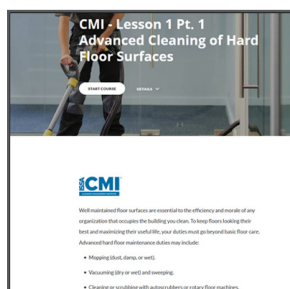 CMI - Lesson 1 Pt. 1
Advanced Cleaning of Hard
Floor Surfaces
START COURSE
DETAILS
ISSA
CMI
Well maintained floor surfaces are essential to the efficiency and morale of any
organization that occupies the building you clean. To keep floors looking their
best and maximizing their useful life, your duties must go beyond basic floor care.
Advanced hard floor maintenance duties may include:
• Mopping (dust, damp, or wet).
• Vacuuming (dry or wet) and sweeping.
• Cleaning or scrubbing with autoscrubbers or rotary floor machines.